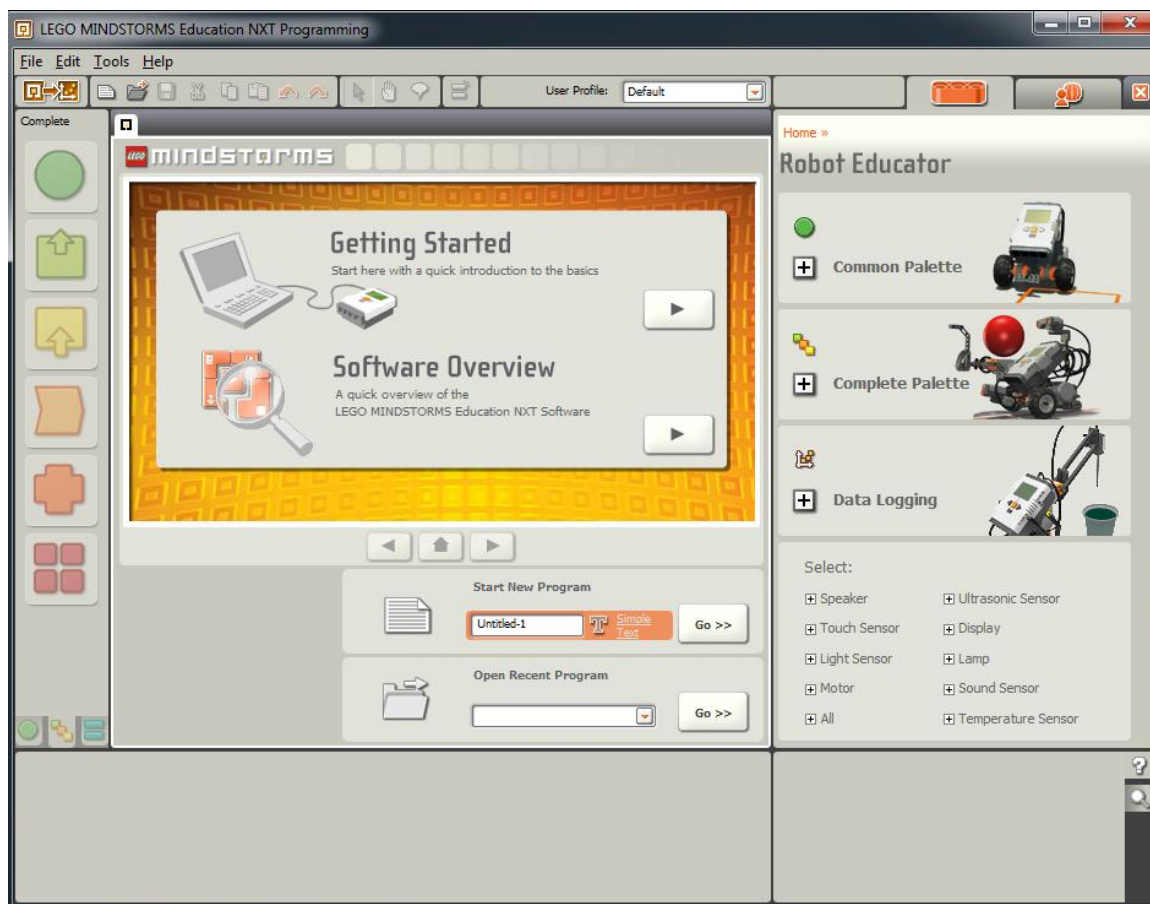 LEGO MINDSTORMS Education NXT Programming
File Edit Tools Help
User Profile: Default
Complete
LEGO mindstorms
Getting Started
Start here with a quick introduction to the basics
Software Overview
A quick overview of the
LEGO MINDSTORMS Education NXT Software
Start New Program
Untitled-1 T Simple
Text
Go >>
Open Recent Program
Go >>
Home »
Robot Educator
Common Palette
Complete Palette
Data Logging
Select:
Speaker Ultrasonic Sensor
Touch Sensor Display
Light Sensor Lamp
Motor Sound Sensor
All Temperature Sensor
?